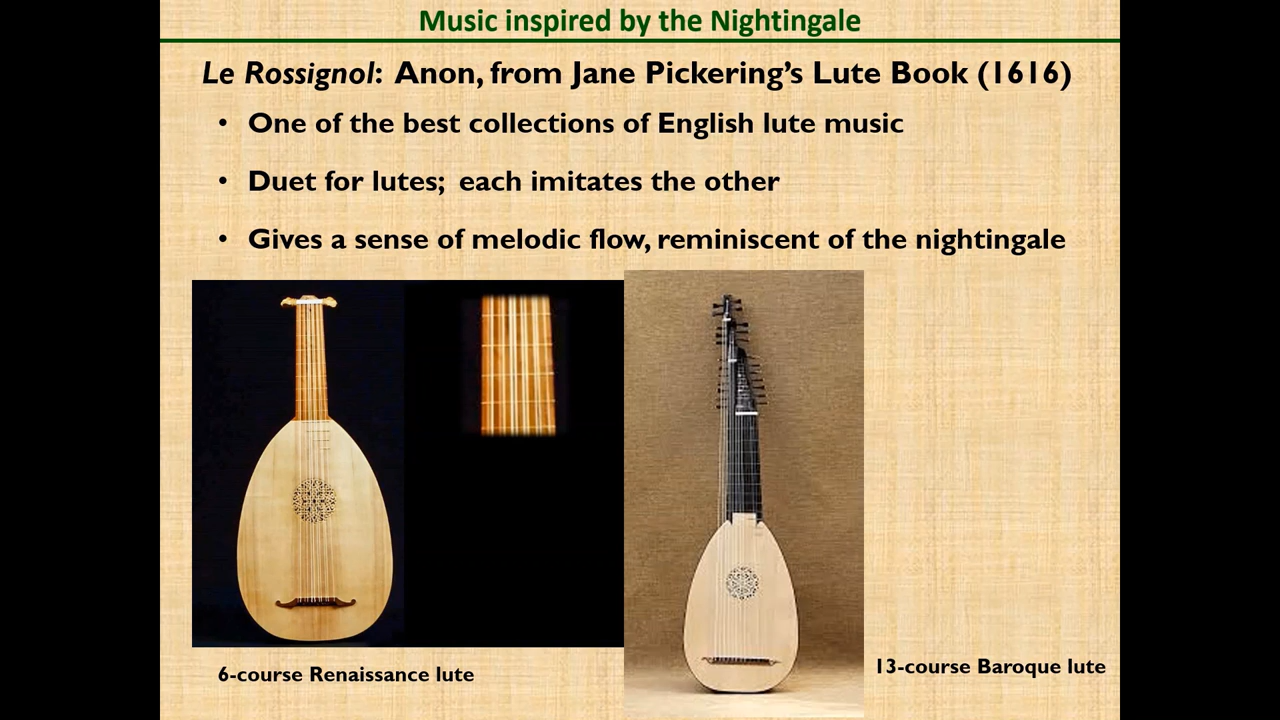 Music inspired by the Nightingale
Le Rossignol: Anon, from Jane Pickering's Lute Book (1616)
• One of the best collections of English lute music
• Duet for lutes; each imitates the other
• Gives a sense of melodic flow, reminiscent of the nightingale
6-course Renaissance lute
13-course Baroque lute